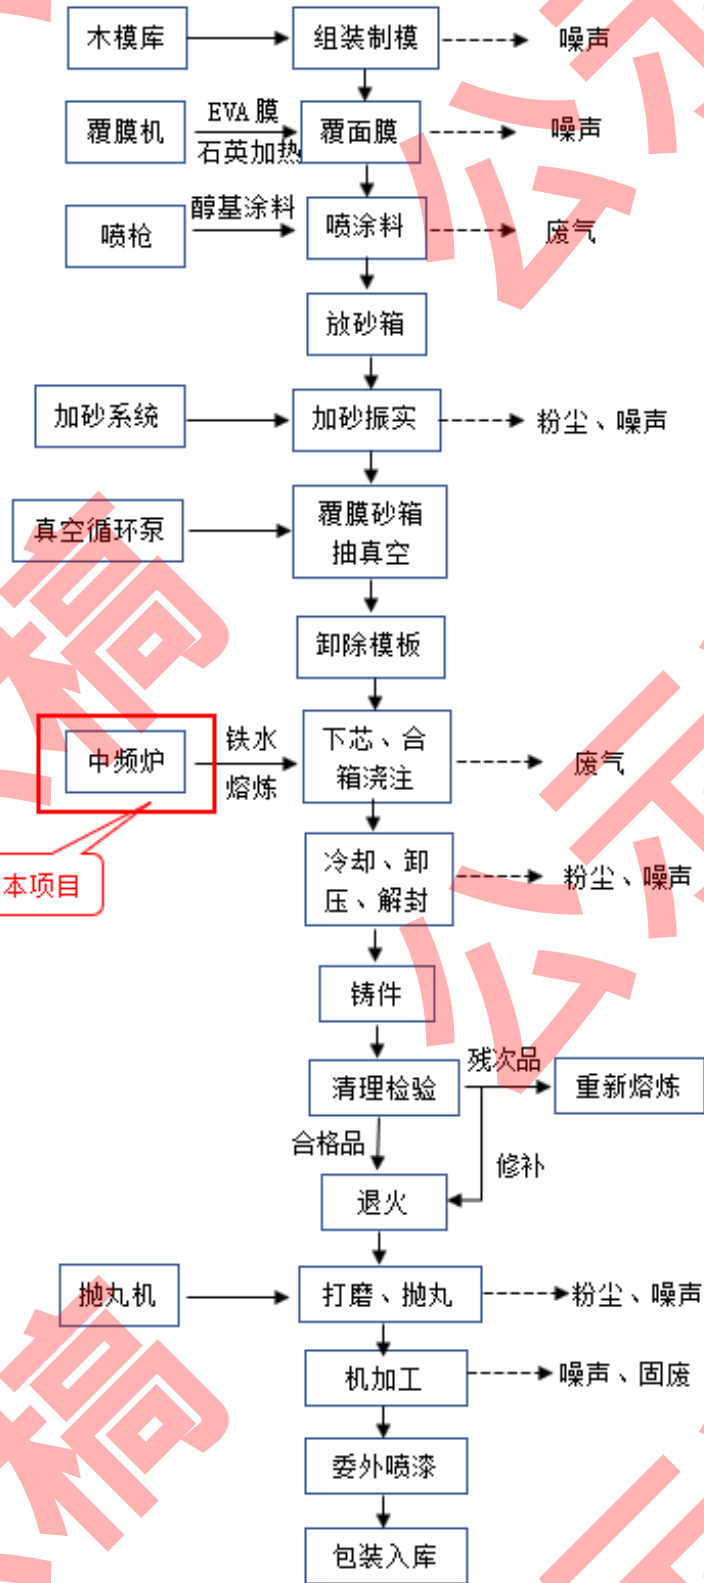 木模库
组装制模
噪声
覆膜机
EVA 膜
石英加热
覆面膜
噪声
喷枪
醇基涂料
喷涂料
废气
放砂箱
加砂系统
加砂振实
粉尘、噪声
真空循环泵
覆膜砂箱
抽真空
卸除模板
中频炉
铁水
熔炼
下芯、合
箱浇注
废气
本项目
冷却、卸
压、解封
粉尘、噪声
铸件
清理检验
残次品
重新熔炼
合格品
修补
退火
抛丸机
打磨、抛丸
粉尘、噪声
机加工
噪声、固废
委外喷漆
包装入库
公示
稿
公示
稿